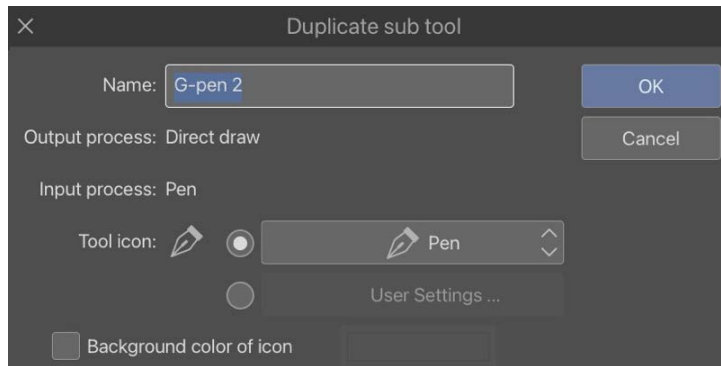 Duplicate sub tool
Name: G-pen 2
OK
Output process: Direct draw
Cancel
Input process: Pen
Tool icon: Pen
User Settings ...
Background color of icon